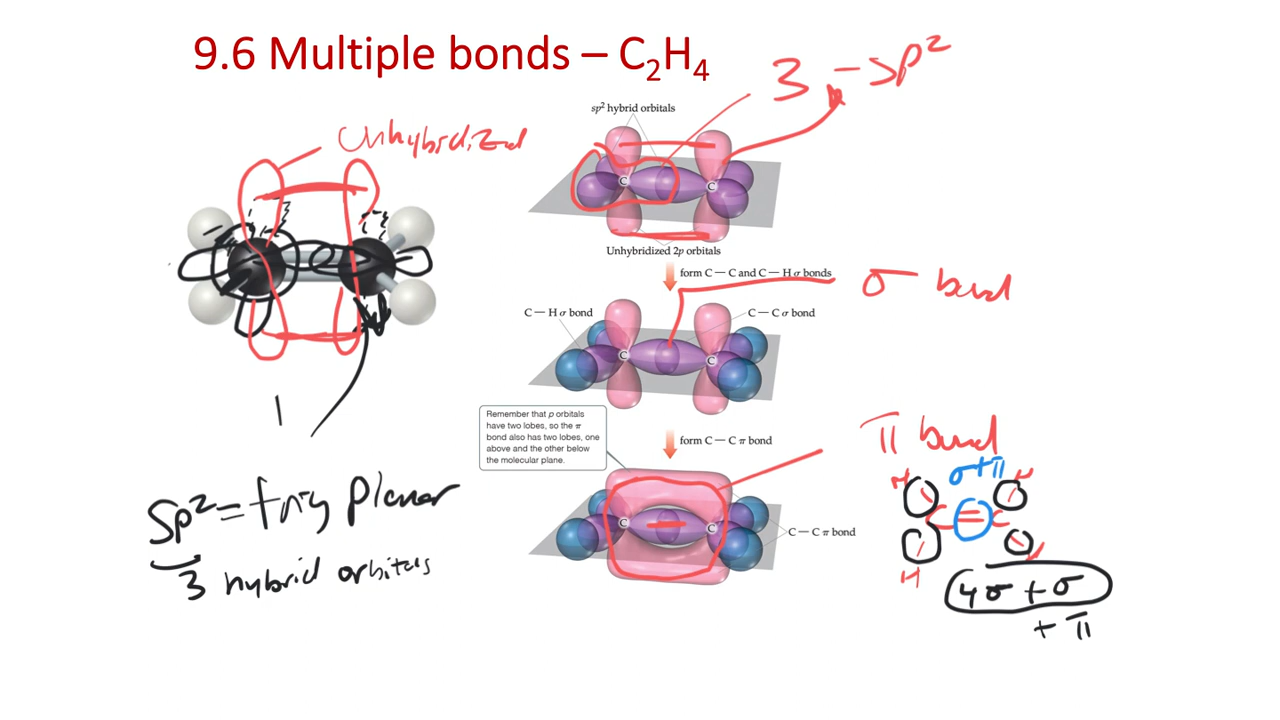 9.6 Multiple bonds – C₂H₄
3 – sp²
sp² hybrid orbitals
Unhybridized
Unhybridized 2p orbitals
form C — C and C — H σ bonds
σ bond
C — H σ bond
C — C σ bond
Remember that p orbitals
have two lobes, so the π
bond also has two lobes, one
above and the other below
the molecular plane.
form C — C π bond
π bond
σ+π
H H
C = C
H H
C — C π bond
sp² = trig planar
3 hybrid orbitals
4σ + σ
+ π
C C
C C
C C